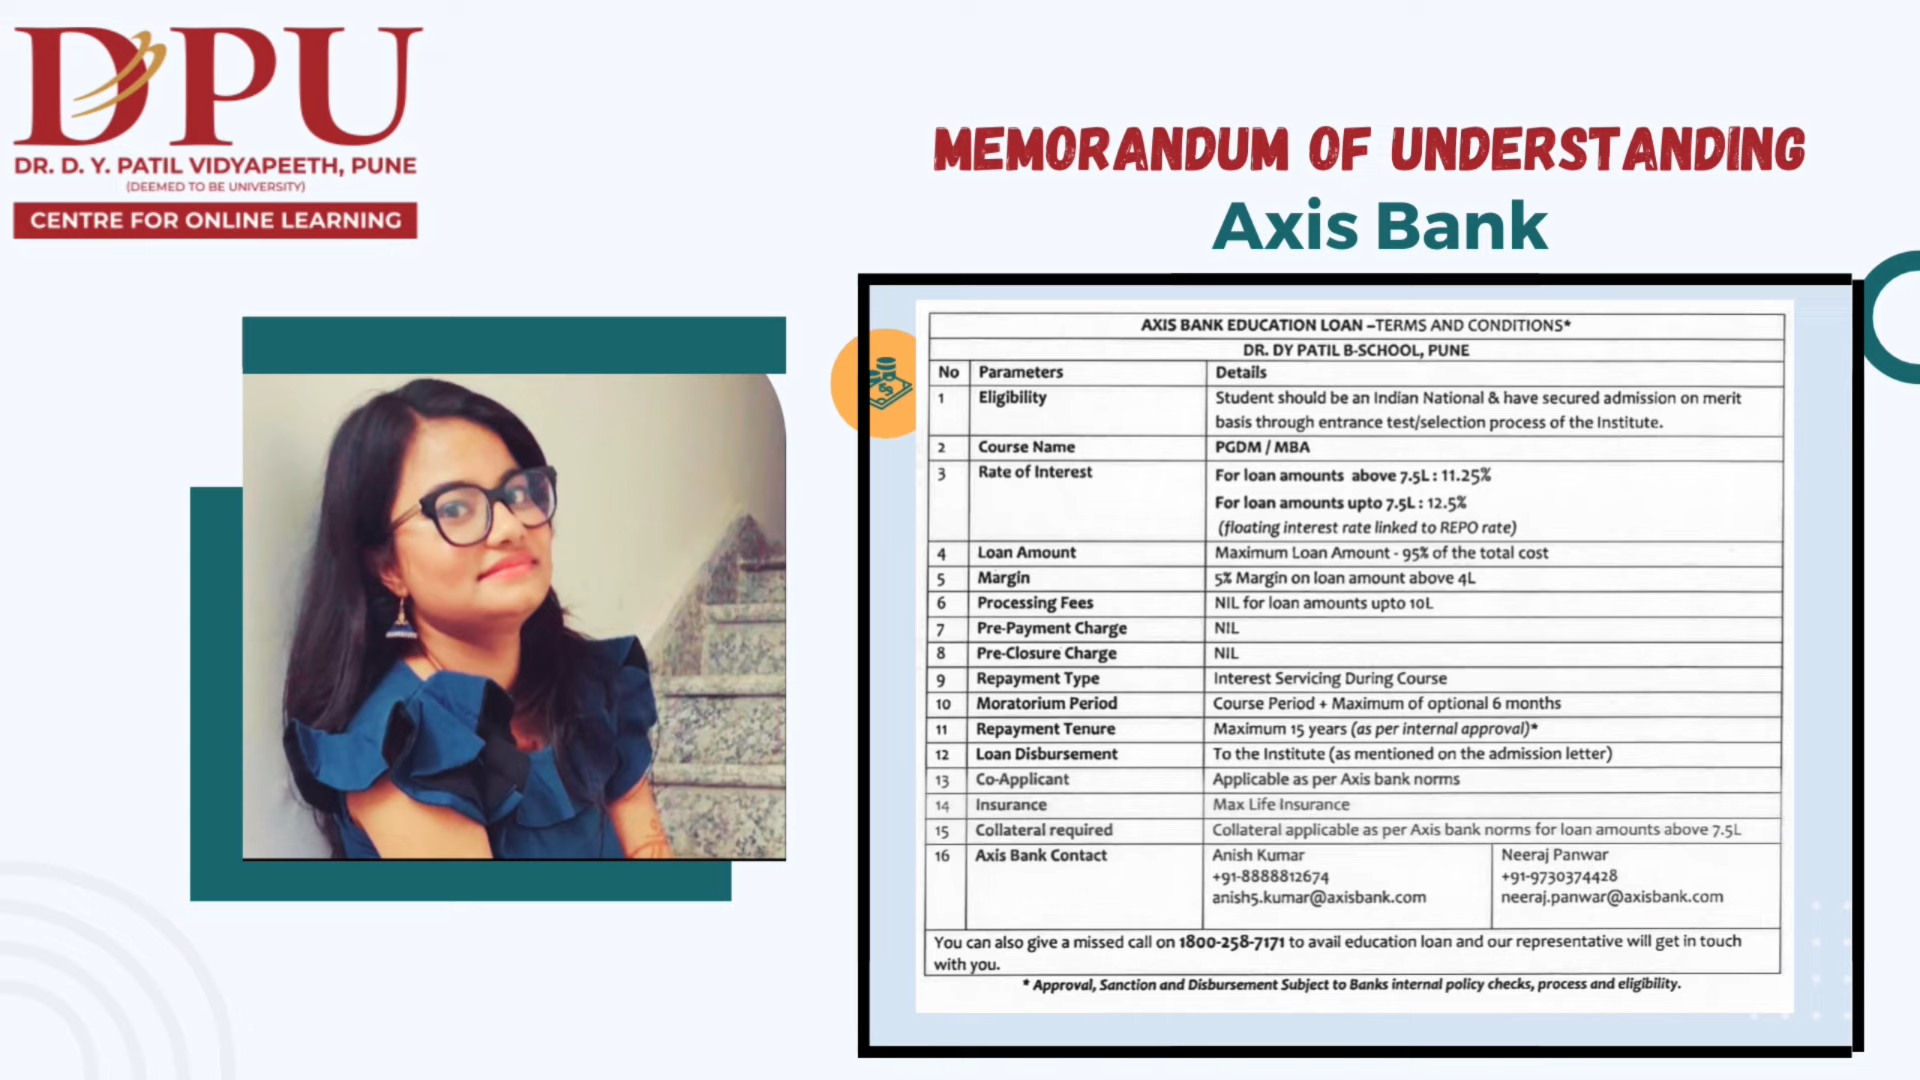 DPU
DR. D. Y. PATIL VIDYAPEETH, PUNE
(DEEMED TO BE UNIVERSITY)
CENTRE FOR ONLINE LEARNING
MEMORANDUM OF UNDERSTANDING
Axis Bank
AXIS BANK EDUCATION LOAN –TERMS AND CONDITIONS*
DR. DY PATIL B-SCHOOL, PUNE
No Parameters Details
1 Eligibility Student should be an Indian National & have secured admission on merit
basis through entrance test/selection process of the Institute.
2 Course Name PGDM / MBA
3 Rate of Interest For loan amounts above 7.5L : 11.25%
For loan amounts upto 7.5L : 12.5%
(floating interest rate linked to REPO rate)
4 Loan Amount Maximum Loan Amount - 95% of the total cost
5 Margin 5% Margin on loan amount above 4L
6 Processing Fees NIL for loan amounts upto 10L
7 Pre-Payment Charge NIL
8 Pre-Closure Charge NIL
9 Repayment Type Interest Servicing During Course
10 Moratorium Period Course Period + Maximum of optional 6 months
11 Repayment Tenure Maximum 15 years (as per internal approval)*
12 Loan Disbursement To the Institute (as mentioned on the admission letter)
13 Co-Applicant Applicable as per Axis bank norms
14 Insurance Max Life Insurance
15 Collateral required Collateral applicable as per Axis bank norms for loan amounts above 7.5L
16 Axis Bank Contact Anish Kumar Neeraj Panwar
+91-8888812674 +91-9730374428
anish5.kumar@axisbank.com neeraj.panwar@axisbank.com
You can also give a missed call on 1800-258-7171 to avail education loan and our representative will get in touch
with you.
* Approval, Sanction and Disbursement Subject to Banks internal policy checks, process and eligibility.